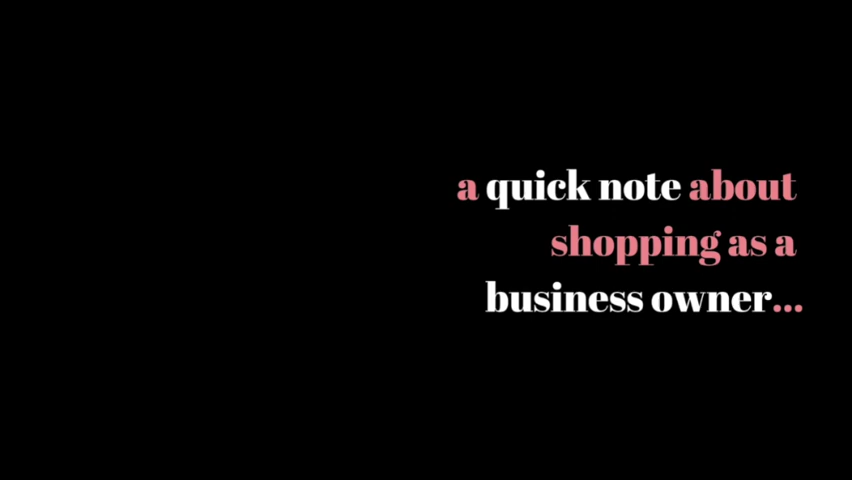 a quick note about
shopping as a
business owner...